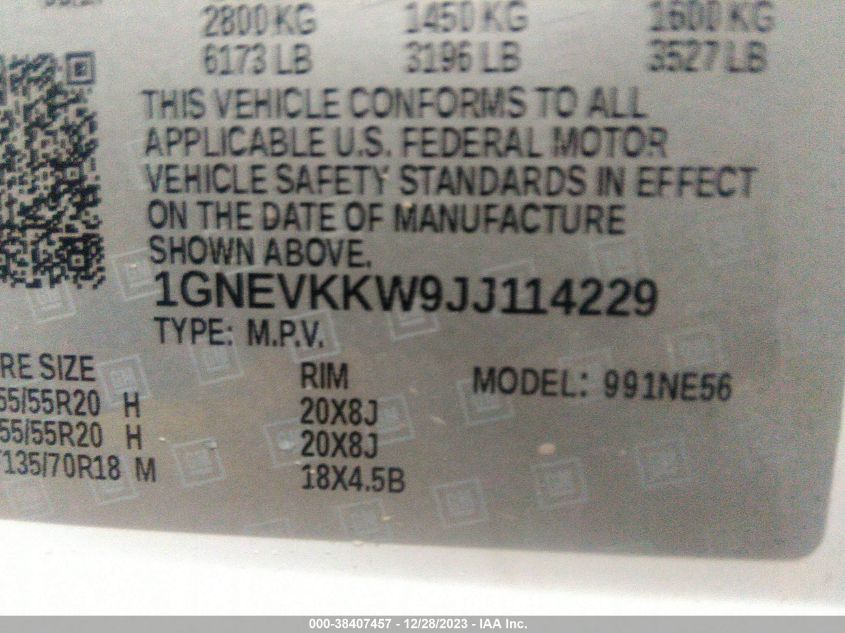 2800 KG 1450 KG 1600 KG
6173 LB 3196 LB 3527 LB
THIS VEHICLE CONFORMS TO ALL
APPLICABLE U.S. FEDERAL MOTOR
VEHICLE SAFETY STANDARDS IN EFFECT
ON THE DATE OF MANUFACTURE
SHOWN ABOVE.
1GNEVKKW9JJ114229
TYPE: M.P.V.
RE SIZE RIM MODEL: 991NE56
55/55R20 H 20X8J
55/55R20 H 20X8J
T135/70R18 M 18X4.5B
000-38407457 - 12/28/2023 - IAA Inc.